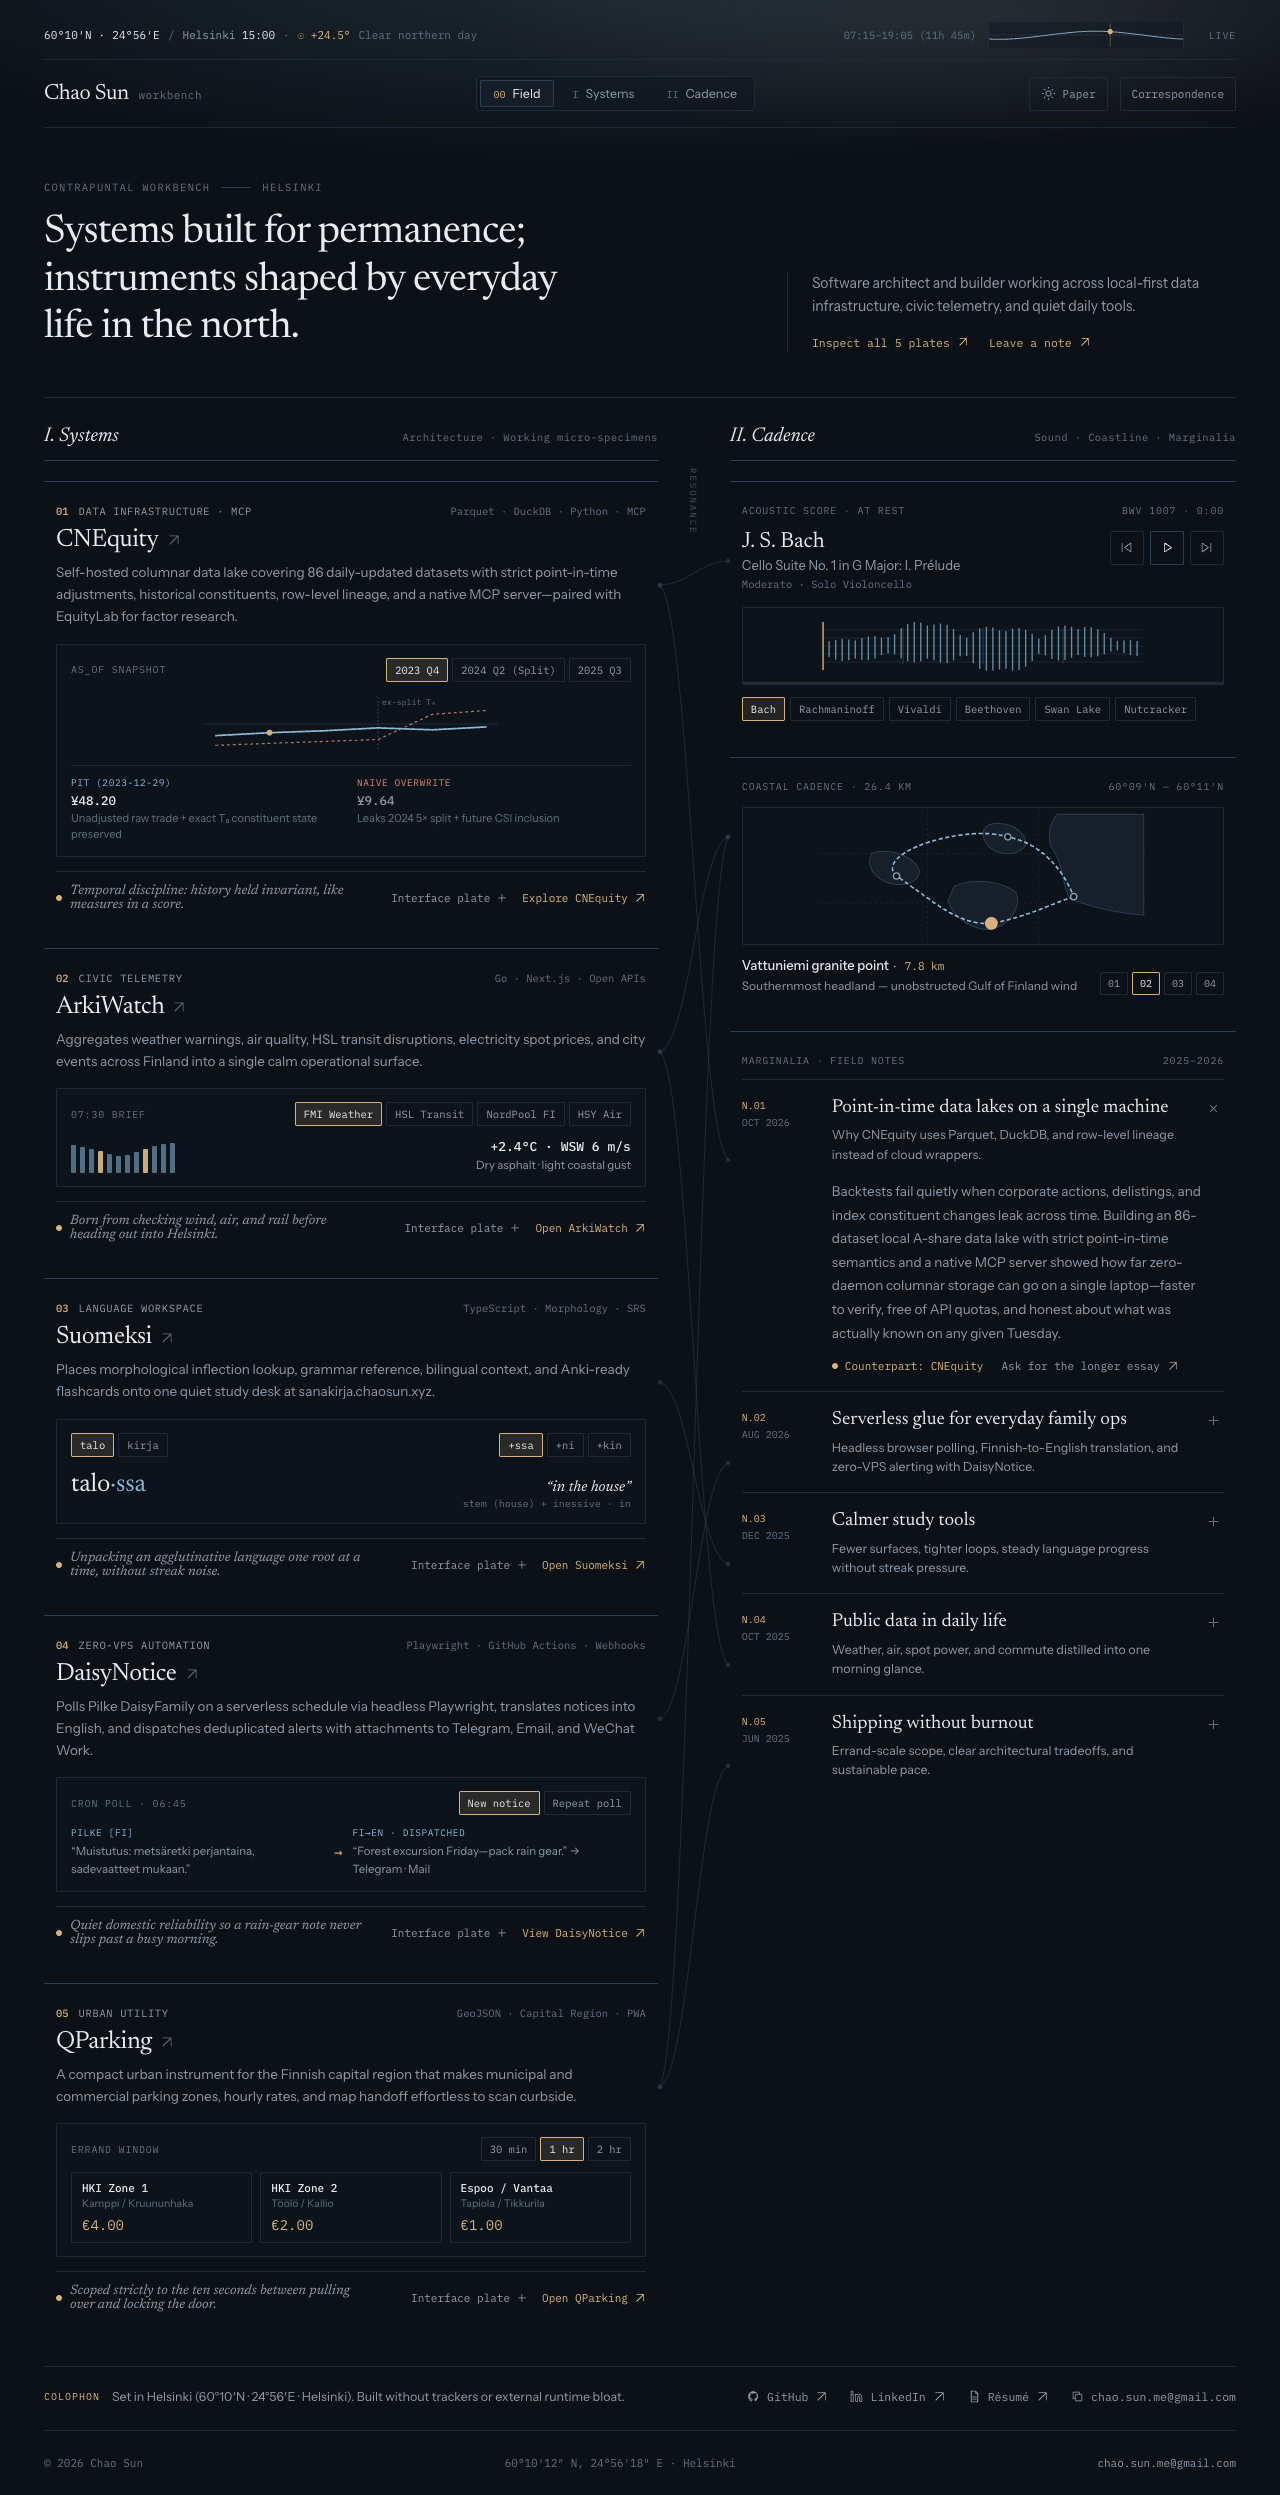 60°10′N · 24°56′E / Helsinki 15:00 · ☉ +24.5° Clear northern day
07:15–19:05 (11h 45m)
LIVE
Chao Sun workbench
00 Field
I Systems
II Cadence
Paper
Correspondence
CONTRAPUNTAL WORKBENCH
HELSINKI
Systems built for permanence;
instruments shaped by everyday
life in the north.
Software architect and builder working across local-first data
infrastructure, civic telemetry, and quiet daily tools.
Inspect all 5 plates
Leave a note
I. Systems
Architecture · Working micro-specimens
01 DATA INFRASTRUCTURE · MCP
Parquet · DuckDB · Python · MCP
CNEquity
Self-hosted columnar data lake covering 86 daily-updated datasets with strict point-in-time
adjustments, historical constituents, row-level lineage, and a native MCP server—paired with
EquityLab for factor research.
AS_OF SNAPSHOT
2023 Q4
2024 Q2 (Split)
2025 Q3
ex-split T₀
PIT (2023-12-29)
¥48.20
Unadjusted raw trade + exact T₀ constituent state
preserved
NAIVE OVERWRITE
¥9.64
Leaks 2024 5× split + future CSI inclusion
Temporal discipline: history held invariant, like
measures in a score.
Interface plate +
Explore CNEquity
02 CIVIC TELEMETRY
Go · Next.js · Open APIs
ArkiWatch
Aggregates weather warnings, air quality, HSL transit disruptions, electricity spot prices, and city
events across Finland into a single calm operational surface.
07:30 BRIEF
FMI Weather
HSL Transit
NordPool FI
HSY Air
+2.4°C · WSW 6 m/s
Dry asphalt · light coastal gust
Born from checking wind, air, and rail before
heading out into Helsinki.
Interface plate +
Open ArkiWatch
03 LANGUAGE WORKSPACE
TypeScript · Morphology · SRS
Suomeksi
Places morphological inflection lookup, grammar reference, bilingual context, and Anki-ready
flashcards onto one quiet study desk at sanakirja.chaosun.xyz.
talo
kirja
+ssa
+ni
+kin
talo·ssa
“in the house”
stem (house) + inessive · in
Unpacking an agglutinative language one root at a
time, without streak noise.
Interface plate +
Open Suomeksi
04 ZERO-VPS AUTOMATION
Playwright · GitHub Actions · Webhooks
DaisyNotice
Polls Pilke DaisyFamily on a serverless schedule via headless Playwright, translates notices into
English, and dispatches deduplicated alerts with attachments to Telegram, Email, and WeChat
Work.
CRON POLL · 06:45
New notice
Repeat poll
PILKE [FI]
“Muistutus: metsäretki perjantaina,
sadevaatteet mukaan.”
→
FI→EN · DISPATCHED
“Forest excursion Friday—pack rain gear.” →
Telegram · Mail
Quiet domestic reliability so a rain-gear note never
slips past a busy morning.
Interface plate +
View DaisyNotice
05 URBAN UTILITY
GeoJSON · Capital Region · PWA
QParking
A compact urban instrument for the Finnish capital region that makes municipal and
commercial parking zones, hourly rates, and map handoff effortless to scan curbside.
ERRAND WINDOW
30 min
1 hr
2 hr
HKI Zone 1
Kamppi / Kruununhaka
€4.00
HKI Zone 2
Töölö / Kallio
€2.00
Espoo / Vantaa
Tapiola / Tikkurila
€1.00
Scoped strictly to the ten seconds between pulling
over and locking the door.
Interface plate +
Open QParking
RESONANCE
II. Cadence
Sound · Coastline · Marginalia
ACOUSTIC SCORE · AT REST
BWV 1007 · 0:00
J. S. Bach
Cello Suite No. 1 in G Major: I. Prélude
Moderato · Solo Violoncello
Bach
Rachmaninoff
Vivaldi
Beethoven
Swan Lake
Nutcracker
COASTAL CADENCE · 26.4 KM
60°09′N — 60°11′N
Vattuniemi granite point · 7.8 km
Southernmost headland — unobstructed Gulf of Finland wind
01
02
03
04
MARGINALIA · FIELD NOTES
2025–2026
N.01
OCT 2026
Point-in-time data lakes on a single machine
Why CNEquity uses Parquet, DuckDB, and row-level lineage
instead of cloud wrappers.
Backtests fail quietly when corporate actions, delistings, and
index constituent changes leak across time. Building an 86-
dataset local A-share data lake with strict point-in-time
semantics and a native MCP server showed how far zero-
daemon columnar storage can go on a single laptop—faster
to verify, free of API quotas, and honest about what was
actually known on any given Tuesday.
Counterpart: CNEquity
Ask for the longer essay
N.02
AUG 2026
Serverless glue for everyday family ops
Headless browser polling, Finnish-to-English translation, and
zero-VPS alerting with DaisyNotice.
N.03
DEC 2025
Calmer study tools
Fewer surfaces, tighter loops, steady language progress
without streak pressure.
N.04
OCT 2025
Public data in daily life
Weather, air, spot power, and commute distilled into one
morning glance.
N.05
JUN 2025
Shipping without burnout
Errand-scale scope, clear architectural tradeoffs, and
sustainable pace.
COLOPHON Set in Helsinki (60°10′N · 24°56′E · Helsinki). Built without trackers or external runtime bloat.
GitHub
LinkedIn
Résumé
chao.sun.me@gmail.com
© 2026 Chao Sun
60°10′12″ N, 24°56′18″ E · Helsinki
chao.sun.me@gmail.com